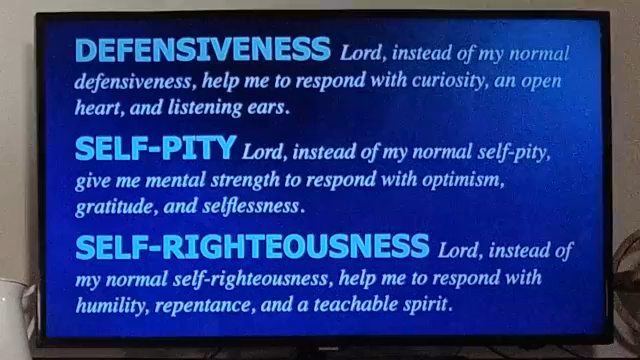 DEFENSIVENESS Lord, instead of my normal
defensiveness, help me to respond with curiosity, an open
heart, and listening ears.
SELF-PITY Lord, instead of my normal self-pity,
give me mental strength to respond with optimism,
gratitude, and selflessness.
SELF-RIGHTEOUSNESS Lord, instead of
my normal self-righteousness, help me to respond with
humility, repentance, and a teachable spirit.